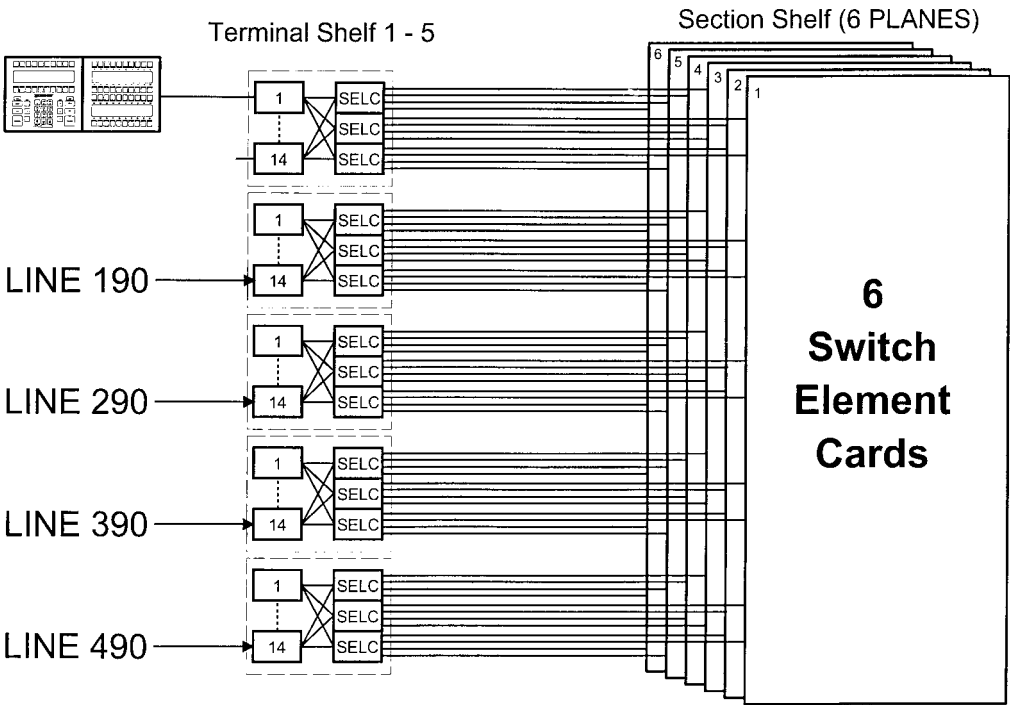 Terminal Shelf 1 - 5
Section Shelf (6 PLANES)
6
5
4
3
2
1
1
SELC
SELC
14
SELC
1
SELC
SELC
LINE 190
14
SELC
1
SELC
SELC
LINE 290
14
SELC
1
SELC
SELC
LINE 390
14
SELC
1
SELC
SELC
LINE 490
14
SELC
6
Switch
Element
Cards